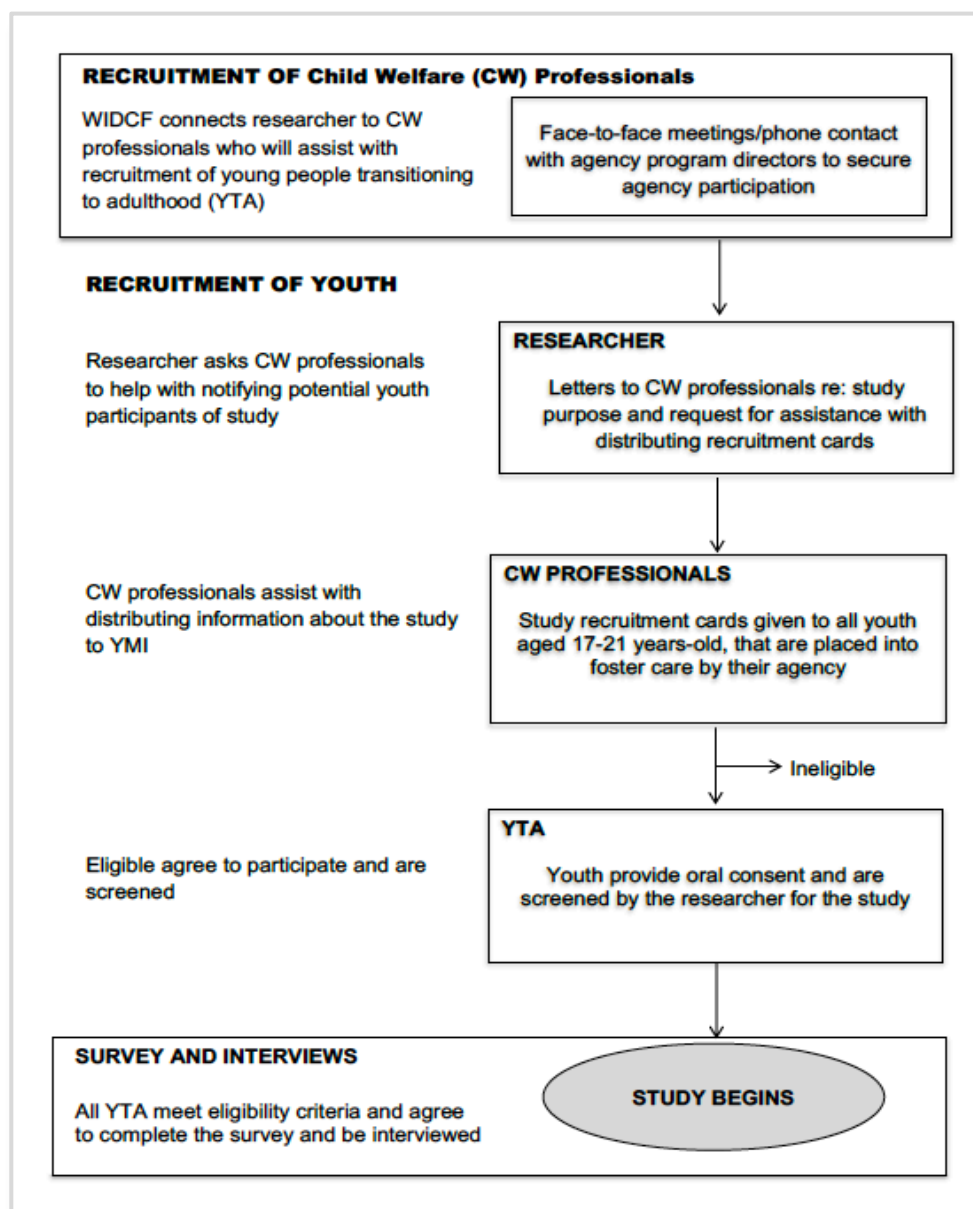 RECRUITMENT OF Child Welfare (CW) Professionals
WIDCF connects researcher to CW
professionals who will assist with
recruitment of young people transitioning
to adulthood (YTA)
Face-to-face meetings/phone contact
with agency program directors to secure
agency participation
RECRUITMENT OF YOUTH
Researcher asks CW professionals
to help with notifying potential youth
participants of study
RESEARCHER
Letters to CW professionals re: study
purpose and request for assistance with
distributing recruitment cards
CW professionals assist with
distributing information about the study
to YMI
CW PROFESSIONALS
Study recruitment cards given to all youth
aged 17-21 years-old, that are placed into
foster care by their agency
Ineligible
Eligible agree to participate and are
screened
YTA
Youth provide oral consent and are
screened by the researcher for the study
SURVEY AND INTERVIEWS
All YTA meet eligibility criteria and agree
to complete the survey and be interviewed
STUDY BEGINS